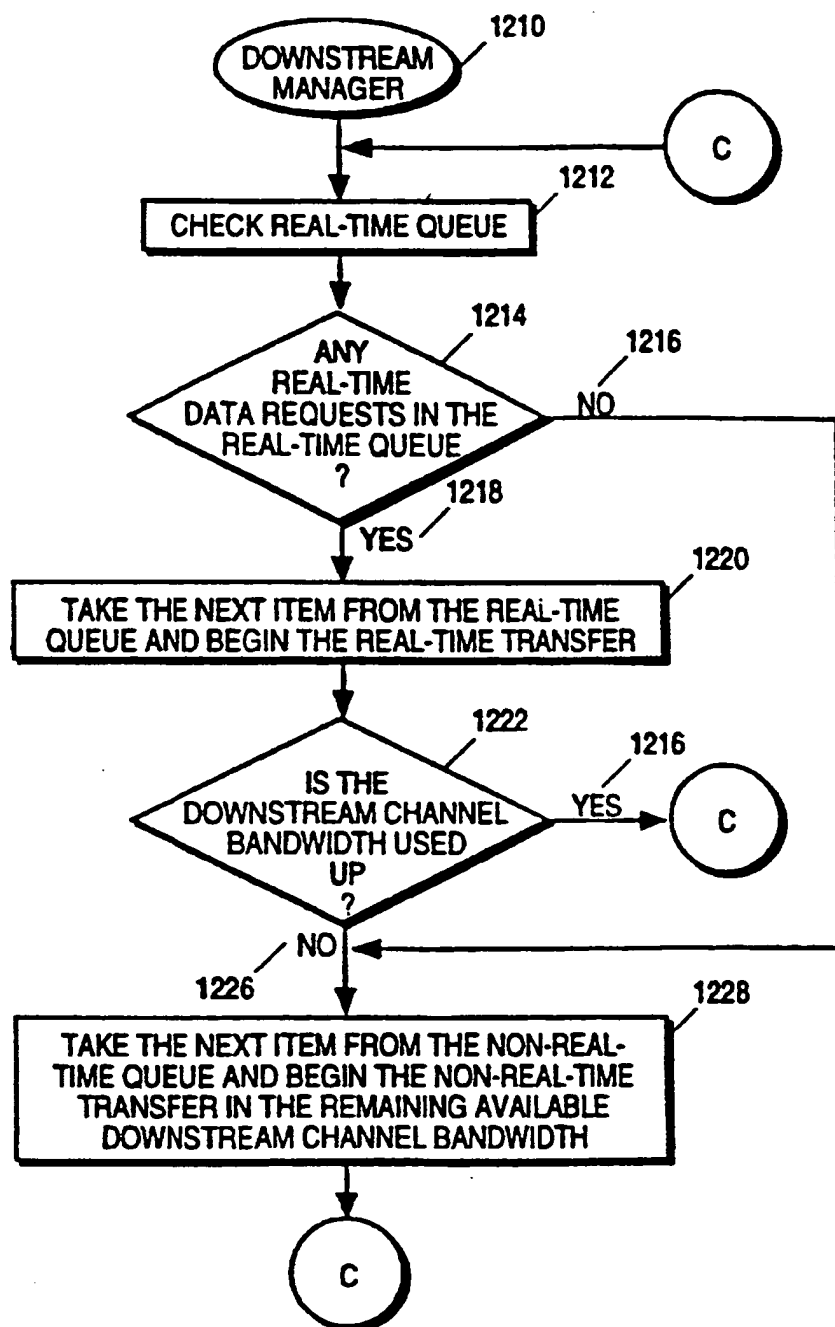 1210
DOWNSTREAM
MANAGER
C
1212
CHECK REAL-TIME QUEUE
1214
ANY
REAL-TIME
DATA REQUESTS IN THE
REAL-TIME QUEUE
?
1216
NO
1218
YES
1220
TAKE THE NEXT ITEM FROM THE REAL-TIME
QUEUE AND BEGIN THE REAL-TIME TRANSFER
1222
IS THE
DOWNSTREAM CHANNEL
BANDWIDTH USED
UP
?
1216
YES
C
NO
1226
1228
TAKE THE NEXT ITEM FROM THE NON-REAL-
TIME QUEUE AND BEGIN THE NON-REAL-TIME
TRANSFER IN THE REMAINING AVAILABLE
DOWNSTREAM CHANNEL BANDWIDTH
C